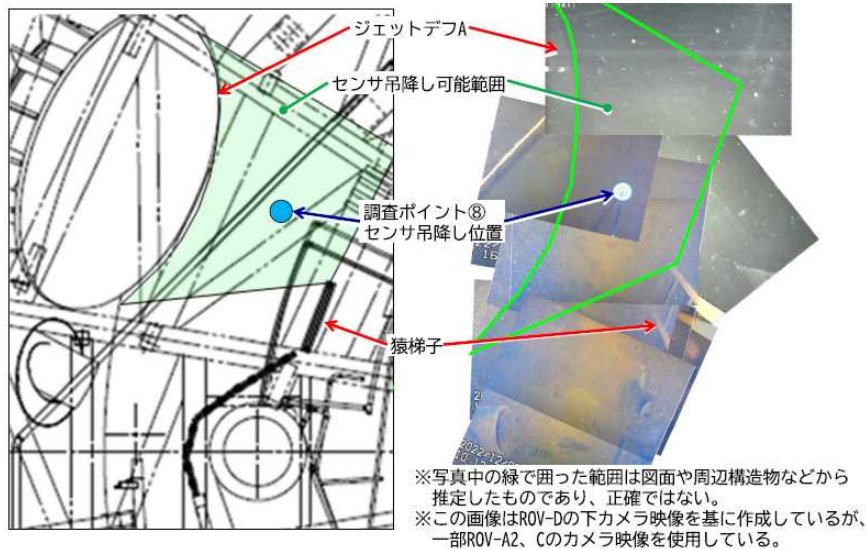 ジェットデフA
センサ吊降し可能範囲
調査ポイント⑧
センサ吊降し位置
猿梯子
※写真中の緑で囲った範囲は図面や周辺構造物などから
推定したものであり、正確ではない。
※この画像はROV-Dの下カメラ映像を基に作成しているが、
一部ROV-A2、Cのカメラ映像を使用している。